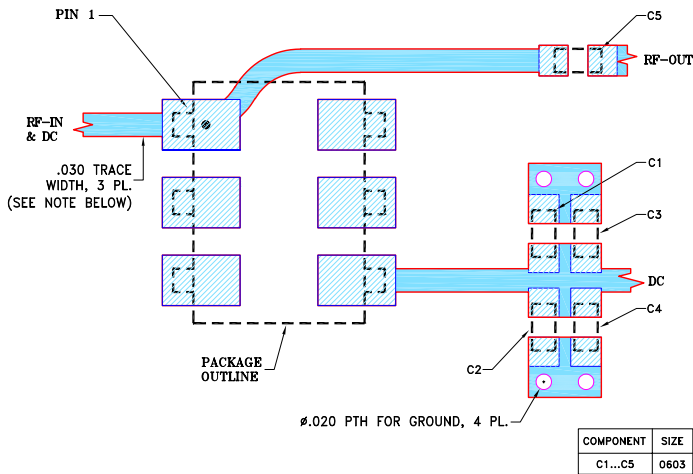 PIN 1
C5
RF-OUT
RF-IN
& DC
.030 TRACE
WIDTH, 3 PL.
(SEE NOTE BELOW)
C1
C3
DC
C4
C2
PACKAGE
OUTLINE
ø.020 PTH FOR GROUND, 4 PL.
COMPONENT SIZE
C1...C5 0603